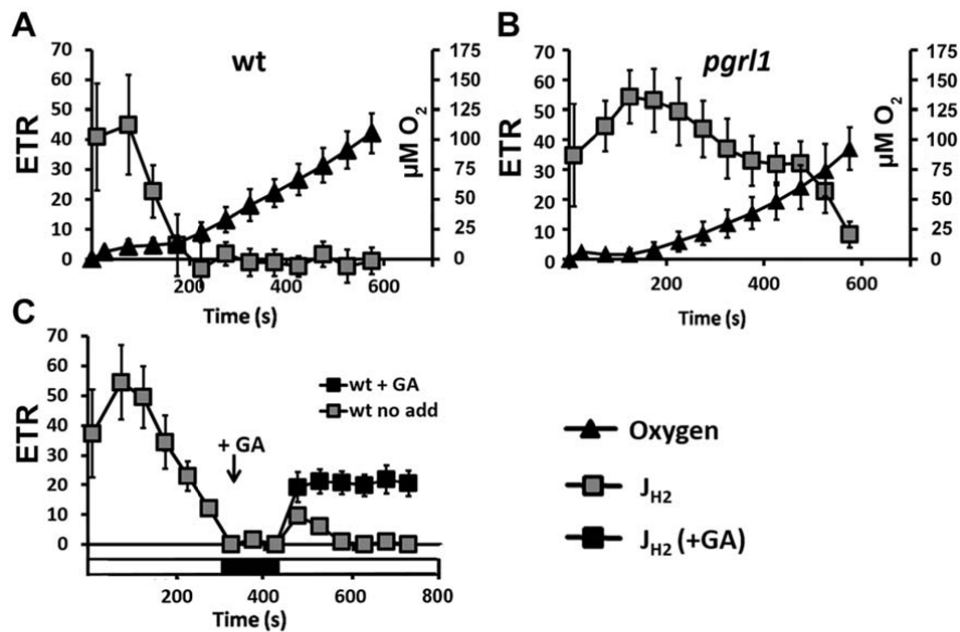 A
wt
70
60
50
40
30
20
10
0
ETR
175
150
125
100
75
50
25
0
µM O2
200
400
600
Time (s)
B
pgrl1
70
60
50
40
30
20
10
0
ETR
175
150
125
100
75
50
25
0
µM O2
200
400
600
Time (s)
C
70
60
50
40
30
20
10
0
ETR
wt + GA
wt no add
+ GA
200
400
600
800
Time (s)
Oxygen
JH2
JH2 (+GA)